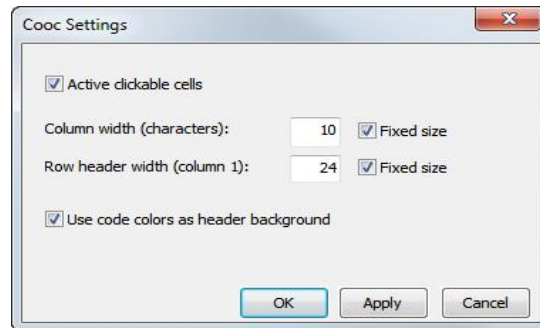 Cooc Settings
Active clickable cells
Column width (characters): 10 Fixed size
Row header width (column 1): 24 Fixed size
Use code colors as header background
OK Apply Cancel